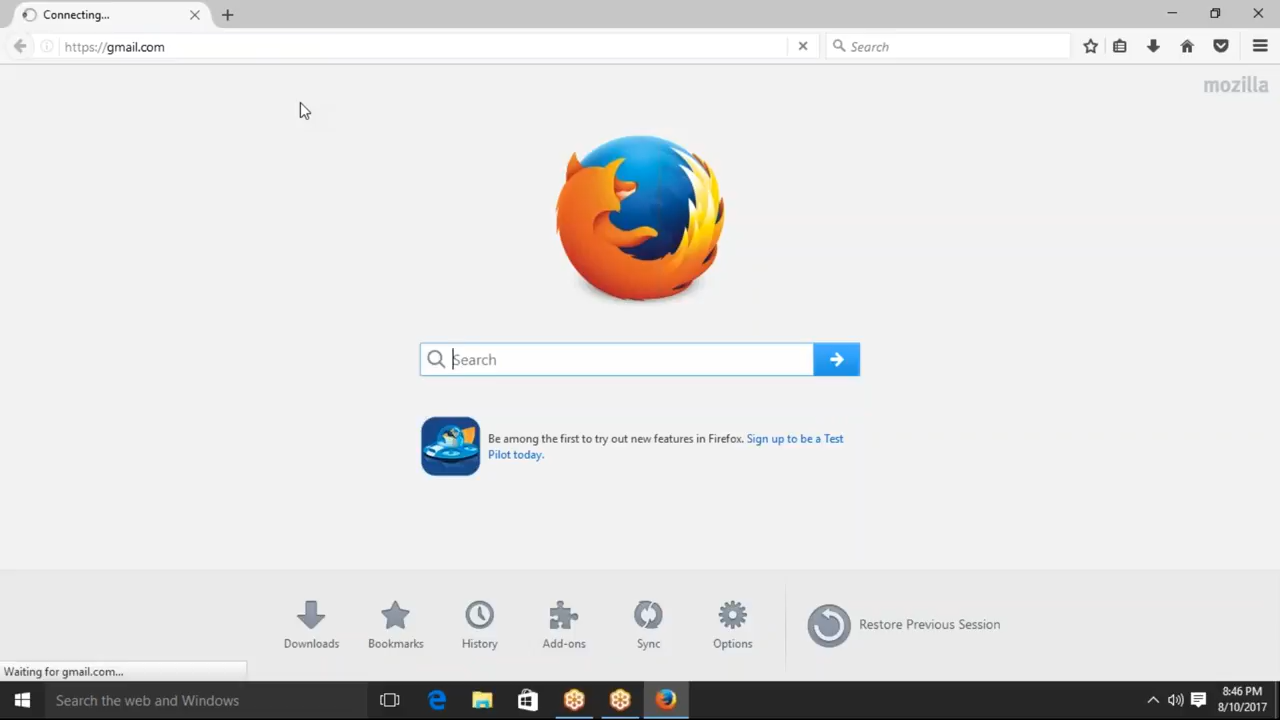 Connecting...
https://gmail.com
Search
mozilla
Search
Be among the first to try out new features in Firefox. Sign up to be a Test
Pilot today.
Downloads
Bookmarks
History
Add-ons
Sync
Options
Restore Previous Session
Waiting for gmail.com...
Search the web and Windows
8:46 PM
8/10/2017